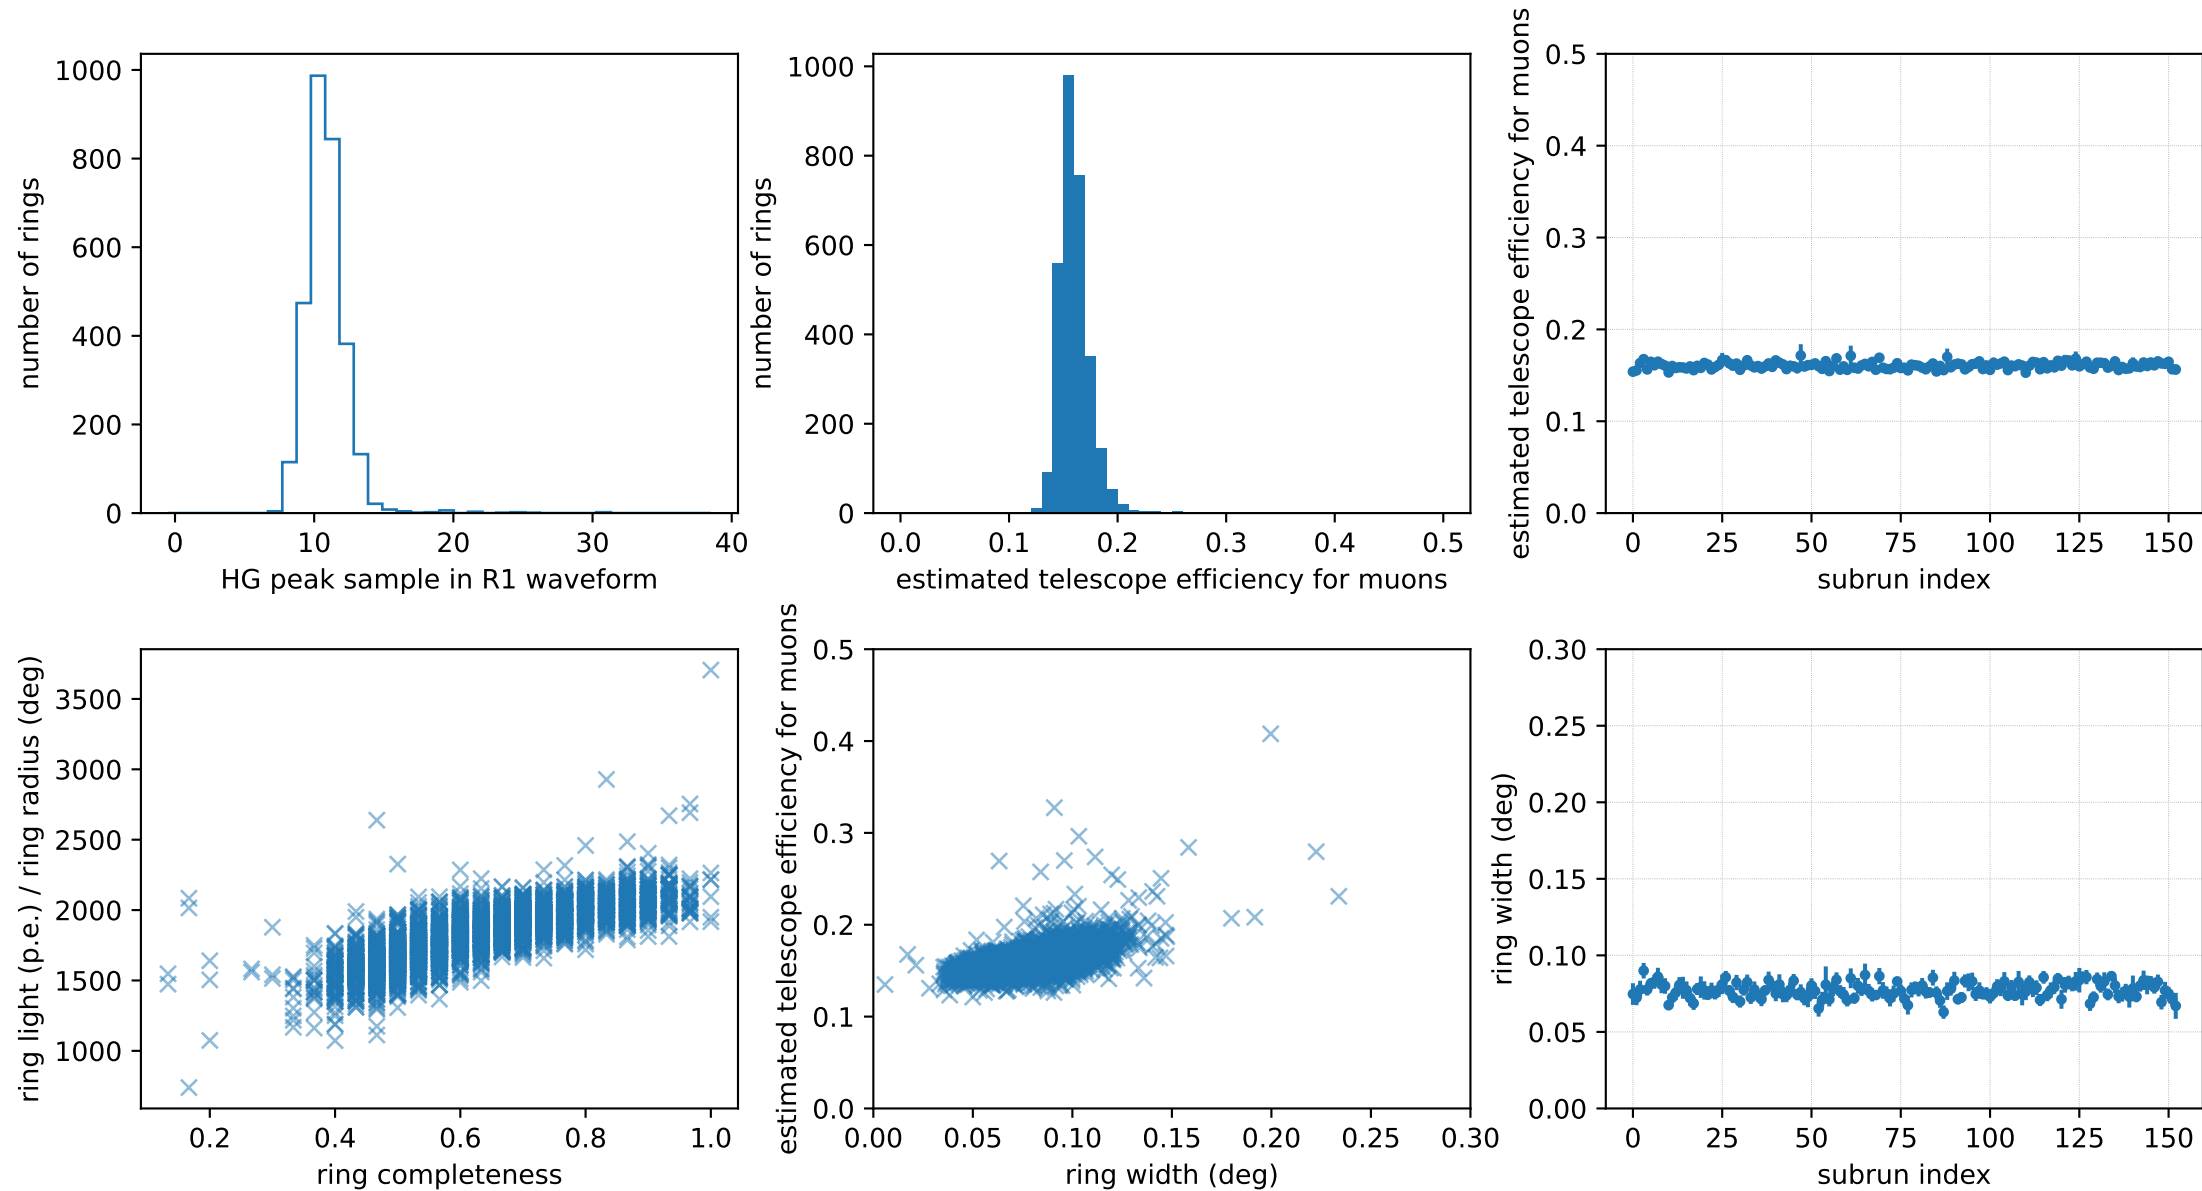 number of rings
1000
800
600
400
200
0
0 10 20 30 40
HG peak sample in R1 waveform
number of rings
1000
800
600
400
200
0
0.0 0.1 0.2 0.3 0.4 0.5
estimated telescope efficiency for muons
estimated telescope efficiency for muons
0.5
0.4
0.3
0.2
0.1
0.0
0 25 50 75 100 125 150
subrun index
ring light (p.e.) / ring radius (deg)
3500
3000
2500
2000
1500
1000
0.2 0.4 0.6 0.8 1.0
ring completeness
estimated telescope efficiency for muons
0.5
0.4
0.3
0.2
0.1
0.0
0.00 0.05 0.10 0.15 0.20 0.25 0.30
ring width (deg)
ring width (deg)
0.30
0.25
0.20
0.15
0.10
0.05
0.00
0 25 50 75 100 125 150
subrun index